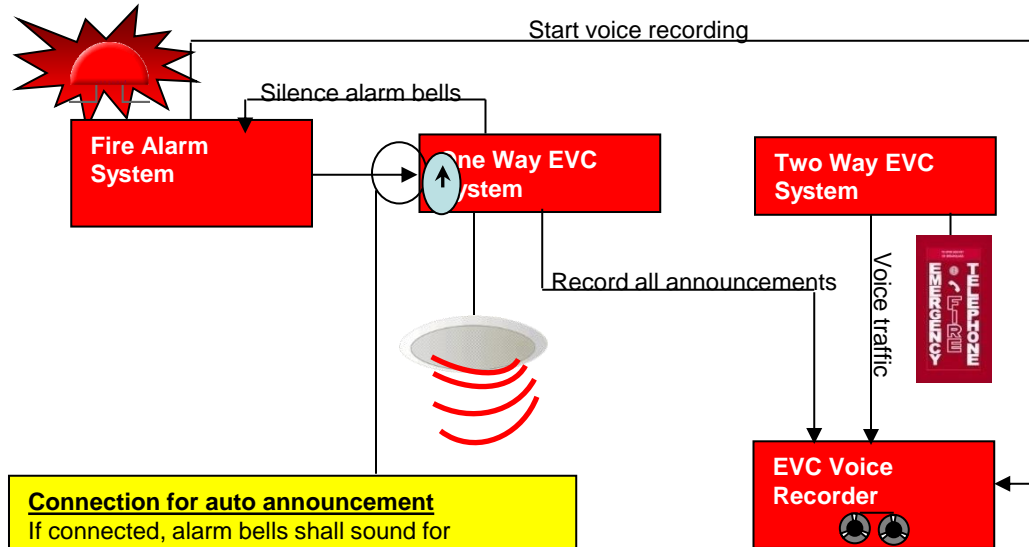 Start voice recording
Silence alarm bells
Fire Alarm
System
One Way EVC
System
Two Way EVC
System
Record all announcements
Voice traffic
EMERGENCY
FIRE
TELEPHONE
EVC Voice
Recorder
Connection for auto announcement
If connected, alarm bells shall sound for